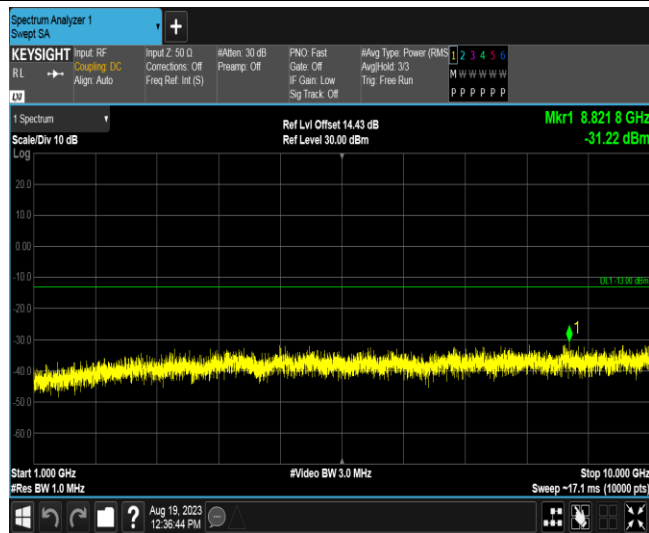 Spectrum Analyzer 1
Swept SA
KEYSIGHT
RL
Input: RF
Coupling: DC
Align: Auto
Input Z: 50 Ω
Corrections: Off
Freq Ref: Int (S)
#Atten: 30 dB
Preamp: Off
PNO: Fast
Gate: Off
IF Gain: Low
Sig Track: Off
#Avg Type: Power (RMS
Avg|Hold: 3/3
Trig: Free Run
1 2 3 4 5 6
M W W W W W
P P P P P P
LXI
1 Spectrum
Scale/Div 10 dB
Log
Ref Lvl Offset 14.43 dB
Ref Level 30.00 dBm
Mkr1 8.821 8 GHz
-31.22 dBm
20.0
10.0
0.00
-10.0
DL1 -13.00 dBm
-20.0
1
-30.0
-40.0
-50.0
-60.0
Start 1.000 GHz
#Res BW 1.0 MHz
#Video BW 3.0 MHz
Stop 10.000 GHz
Sweep ~17.1 ms (10000 pts)
?
Aug 19, 2023
12:36:44 PM